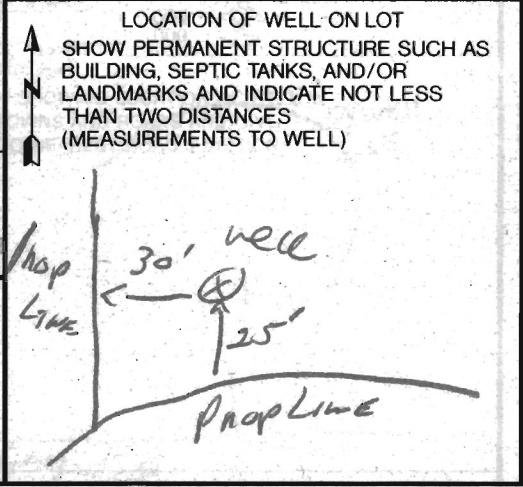 LOCATION OF WELL ON LOT
SHOW PERMANENT STRUCTURE SUCH AS
BUILDING, SEPTIC TANKS, AND/OR
LANDMARKS AND INDICATE NOT LESS
THAN TWO DISTANCES
(MEASUREMENTS TO WELL)
N
Prop
LINE
30'
well
25'
Prop LINE